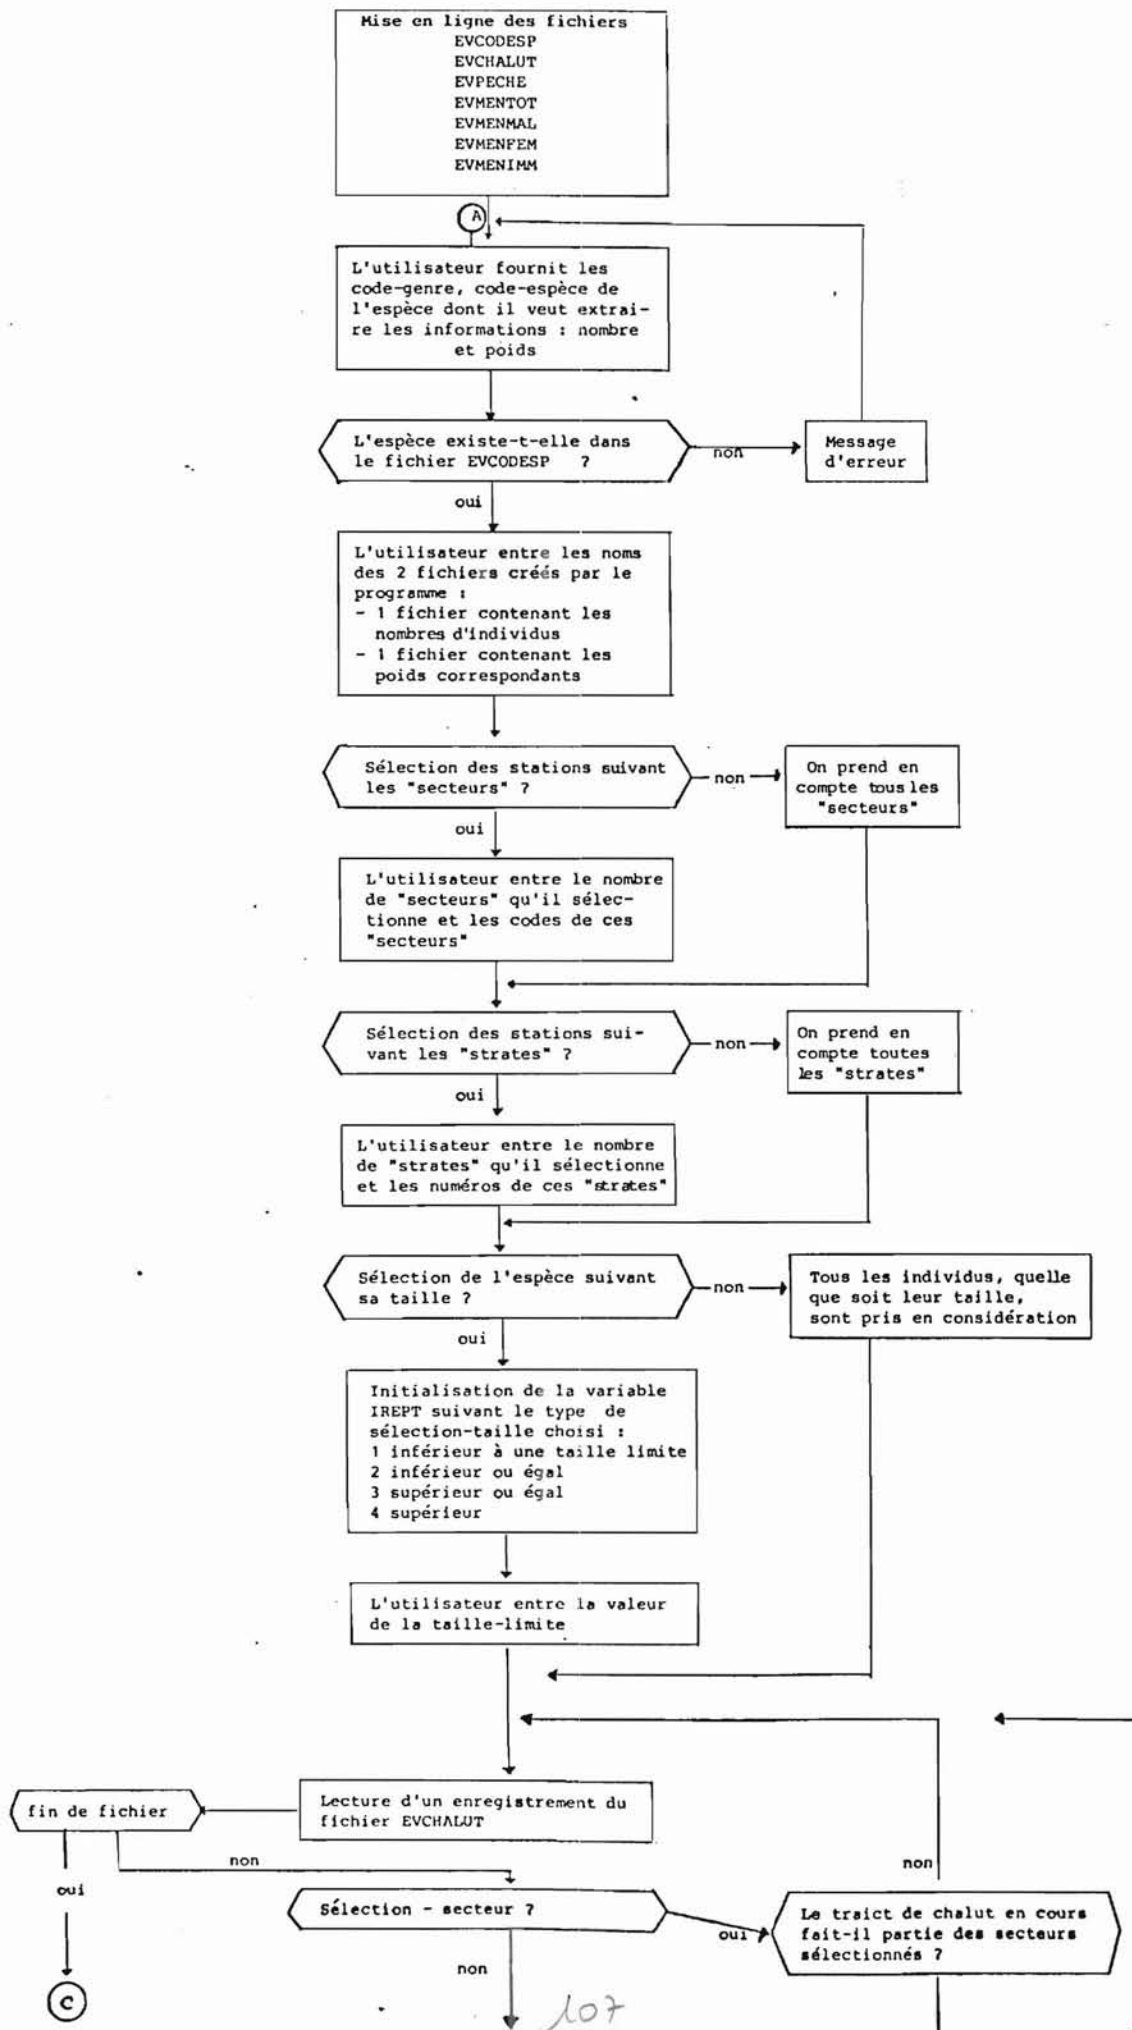 Mise en ligne des fichiers
EVCODESP
EVCHALUT
EVPECHE
EVMENTOT
EVMENMAL
EVMENFEM
EVMENIMM
A
L'utilisateur fournit les
code-genre, code-espèce de
l'espèce dont il veut extrai-
re les informations : nombre
et poids
L'espèce existe-t-elle dans
le fichier EVCODESP ?
non
Message
d'erreur
oui
L'utilisateur entre les noms
des 2 fichiers créés par le
programme :
- 1 fichier contenant les
nombres d'individus
- 1 fichier contenant les
poids correspondants
Sélection des stations suivant
les "secteurs" ?
non
On prend en
compte tous les
"secteurs"
oui
L'utilisateur entre le nombre
de "secteurs" qu'il sélec-
tionne et les codes de ces
"secteurs"
Sélection des stations sui-
vant les "strates" ?
non
On prend en
compte toutes
les "strates"
oui
L'utilisateur entre le nombre
de "strates" qu'il sélectionne
et les numéros de ces "strates"
Sélection de l'espèce suivant
sa taille ?
non
Tous les individus, quelle
que soit leur taille,
sont pris en considération
oui
Initialisation de la variable
IREPT suivant le type de
sélection-taille choisi :
1 inférieur à une taille limite
2 inférieur ou égal
3 supérieur ou égal
4 supérieur
L'utilisateur entre la valeur
de la taille-limite
Lecture d'un enregistrement du
fichier EVCHALUT
fin de fichier
non
oui
C
Sélection - secteur ?
oui
non
Le traict de chalut en cours
fait-il partie des secteurs
sélectionnés ?
non
107